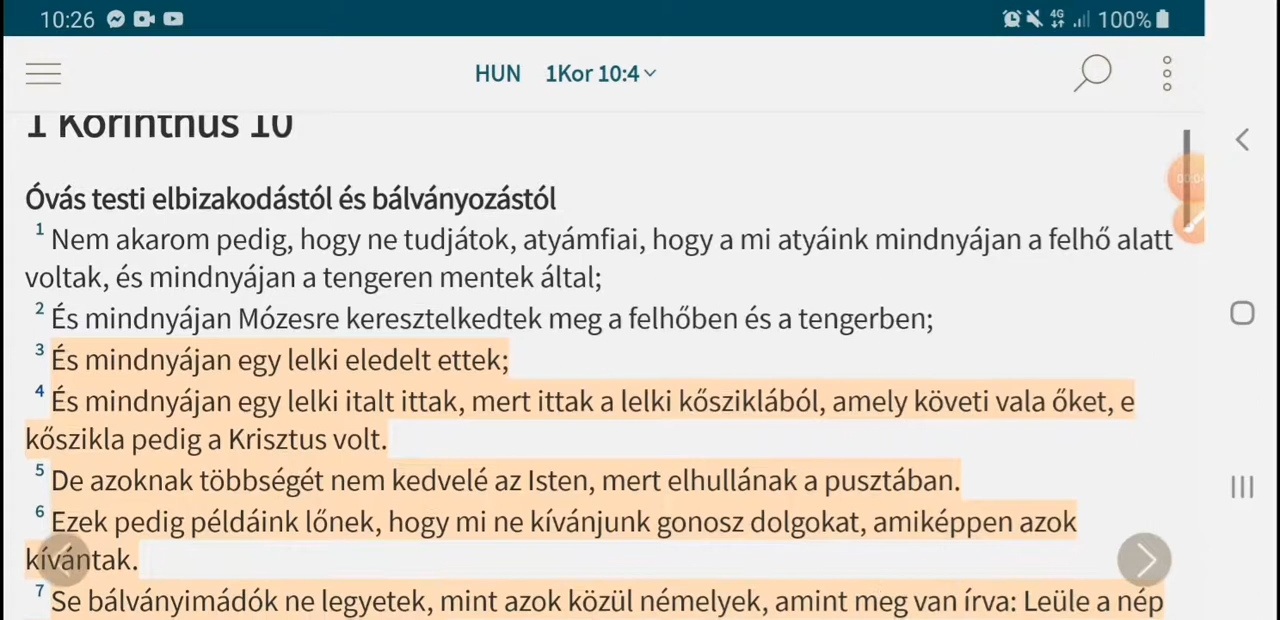 10:26
4G
100%
HUN 1Kor 10:4
1 Korinthus 10
Óvás testi elbizakodástól és bálványozástól
1 Nem akarom pedig, hogy ne tudjátok, atyámfiai, hogy a mi atyáink mindnyájan a felhő alatt
voltak, és mindnyájan a tengeren mentek által;
2 És mindnyájan Mózesre keresztelkedtek meg a felhőben és a tengerben;
3 És mindnyájan egy lelki eledelt ettek;
4 És mindnyájan egy lelki italt ittak, mert ittak a lelki kősziklából, amely követi vala őket, e
kőszikla pedig a Krisztus volt.
5 De azoknak többségét nem kedvelé az Isten, mert elhullának a pusztában.
6 Ezek pedig példáink lőnek, hogy mi ne kívánjunk gonosz dolgokat, amiképpen azok
kívántak.
7 Se bálványimádók ne legyetek, mint azok közül némelyek, amint meg van írva: Leüle a nép